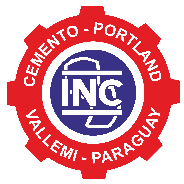 CEMENTO - PORTLAND
INC
VALLEMI - PARAGUAY